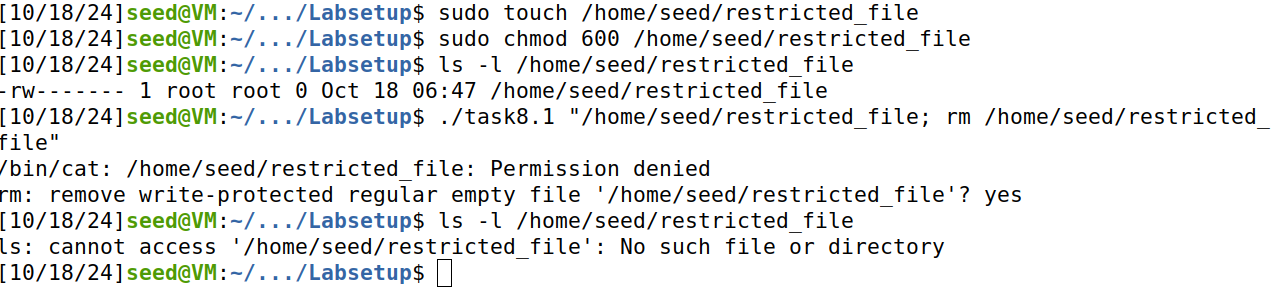 [10/18/24]seed@VM:~/.../Labsetup$ sudo touch /home/seed/restricted_file
[10/18/24]seed@VM:~/.../Labsetup$ sudo chmod 600 /home/seed/restricted_file
[10/18/24]seed@VM:~/.../Labsetup$ ls -l /home/seed/restricted_file
-rw------- 1 root root 0 Oct 18 06:47 /home/seed/restricted_file
[10/18/24]seed@VM:~/.../Labsetup$ ./task8.1 "/home/seed/restricted_file; rm /home/seed/restricted_
file"
/bin/cat: /home/seed/restricted_file: Permission denied
rm: remove write-protected regular empty file '/home/seed/restricted_file'? yes
[10/18/24]seed@VM:~/.../Labsetup$ ls -l /home/seed/restricted_file
ls: cannot access '/home/seed/restricted_file': No such file or directory
[10/18/24]seed@VM:~/.../Labsetup$